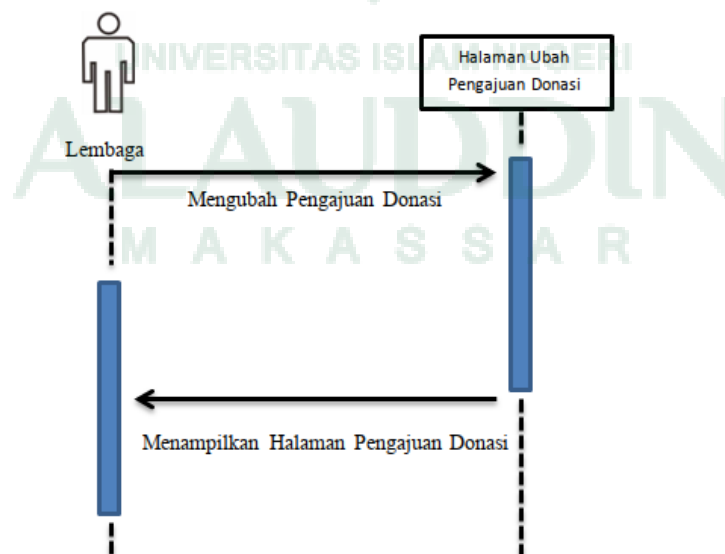 UNIVERSITAS ISLAM NEGERI
Halaman Ubah
Pengajuan Donasi
ALAUDDIN
Lembaga
Mengubah Pengajuan Donasi
MAKASSAR
Menampilkan Halaman Pengajuan Donasi